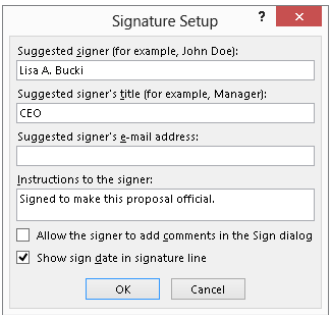 Signature Setup ? ×
Suggested signer (for example, John Doe):
Lisa A. Bucki
Suggested signer's title (for example, Manager):
CEO
Suggested signer's e-mail address:
Instructions to the signer:
Signed to make this proposal official.
Allow the signer to add comments in the Sign dialog
Show sign date in signature line
OK Cancel